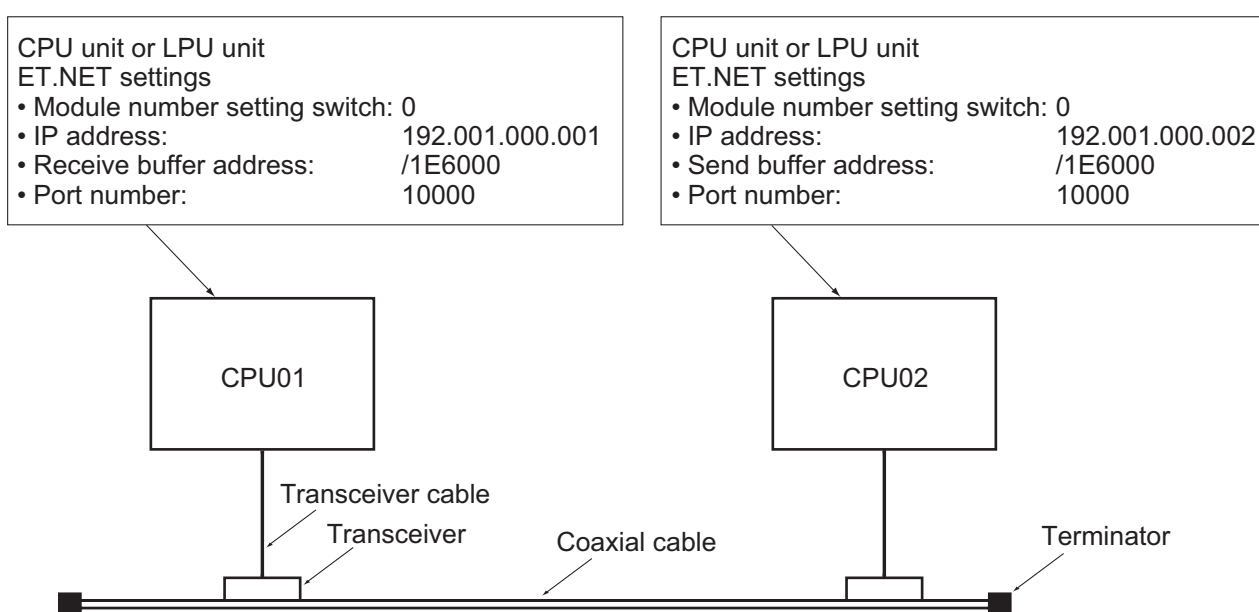 CPU unit or LPU unit
ET.NET settings
• Module number setting switch: 0
• IP address: 192.001.000.001
• Receive buffer address: /1E6000
• Port number: 10000
CPU unit or LPU unit
ET.NET settings
• Module number setting switch: 0
• IP address: 192.001.000.002
• Send buffer address: /1E6000
• Port number: 10000
CPU01
CPU02
Transceiver cable
Transceiver
Coaxial cable
Terminator